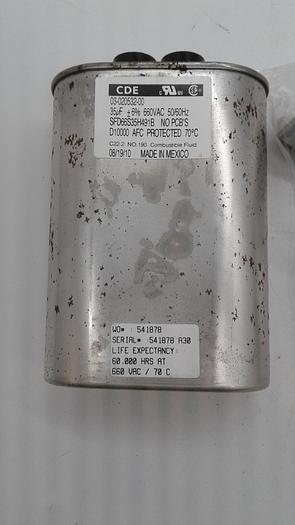 CDE
03-020532-00
35µF ±6% 660VAC 50/60Hz
SFD66S35H491B NO PCB'S
D10000 AFC PROTECTED 70°C
C22.2 NO.190 Combustible Fluid
08/19/10 MADE IN MEXICO
WO# : 541878
SERIAL# 541878 A30
LIFE EXPECTANCY:
60.000 HRS AT
660 VAC / 70 C